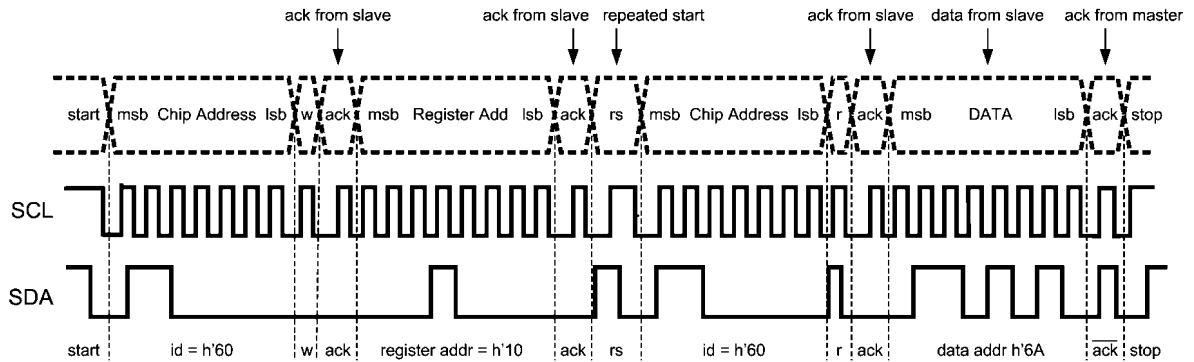 ack from slave ack from slave repeated start ack from slave data from slave ack from master
start msb Chip Address lsb w ack msb Register Add lsb ack rs msb Chip Address lsb r ack msb DATA lsb ack stop
SCL
SDA
start id = h'60 w ack register addr = h'10 ack rs id = h'60 r ack data addr h'6A a̅c̅k̅ stop